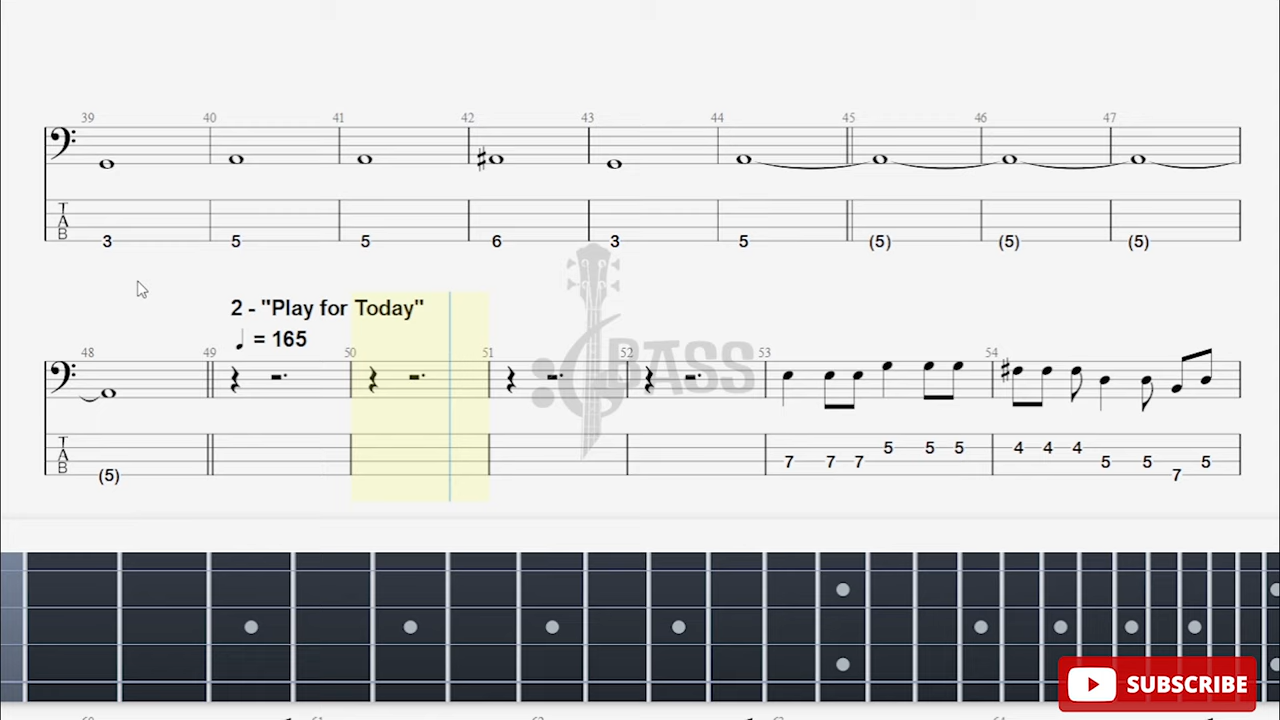 39 40 41 42 43 44 45 46 47
T
A
B
3 5 5 6 3 5 (5) (5) (5)
2 - "Play for Today"
♩ = 165
48 49 50 51 52 53 54
BASS
T
A
B
5 5 5 4 4 4
7 7 7 5 5 5
(5) 7
SUBSCRIBE